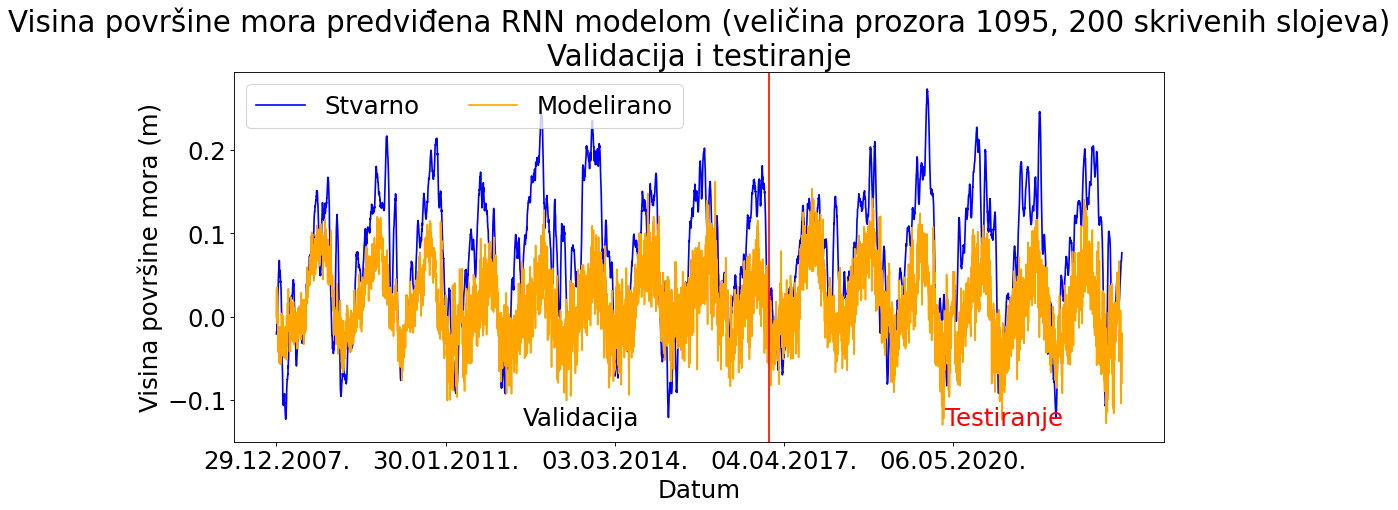 Visina površine mora predviđena RNN modelom (veličina prozora 1095, 200 skrivenih slojeva)
Validacija i testiranje
Stvarno
Modelirano
Visina površine mora (m)
0.2
0.1
0.0
−0.1
Validacija
Testiranje
29.12.2007.
30.01.2011.
03.03.2014.
04.04.2017.
06.05.2020.
Datum